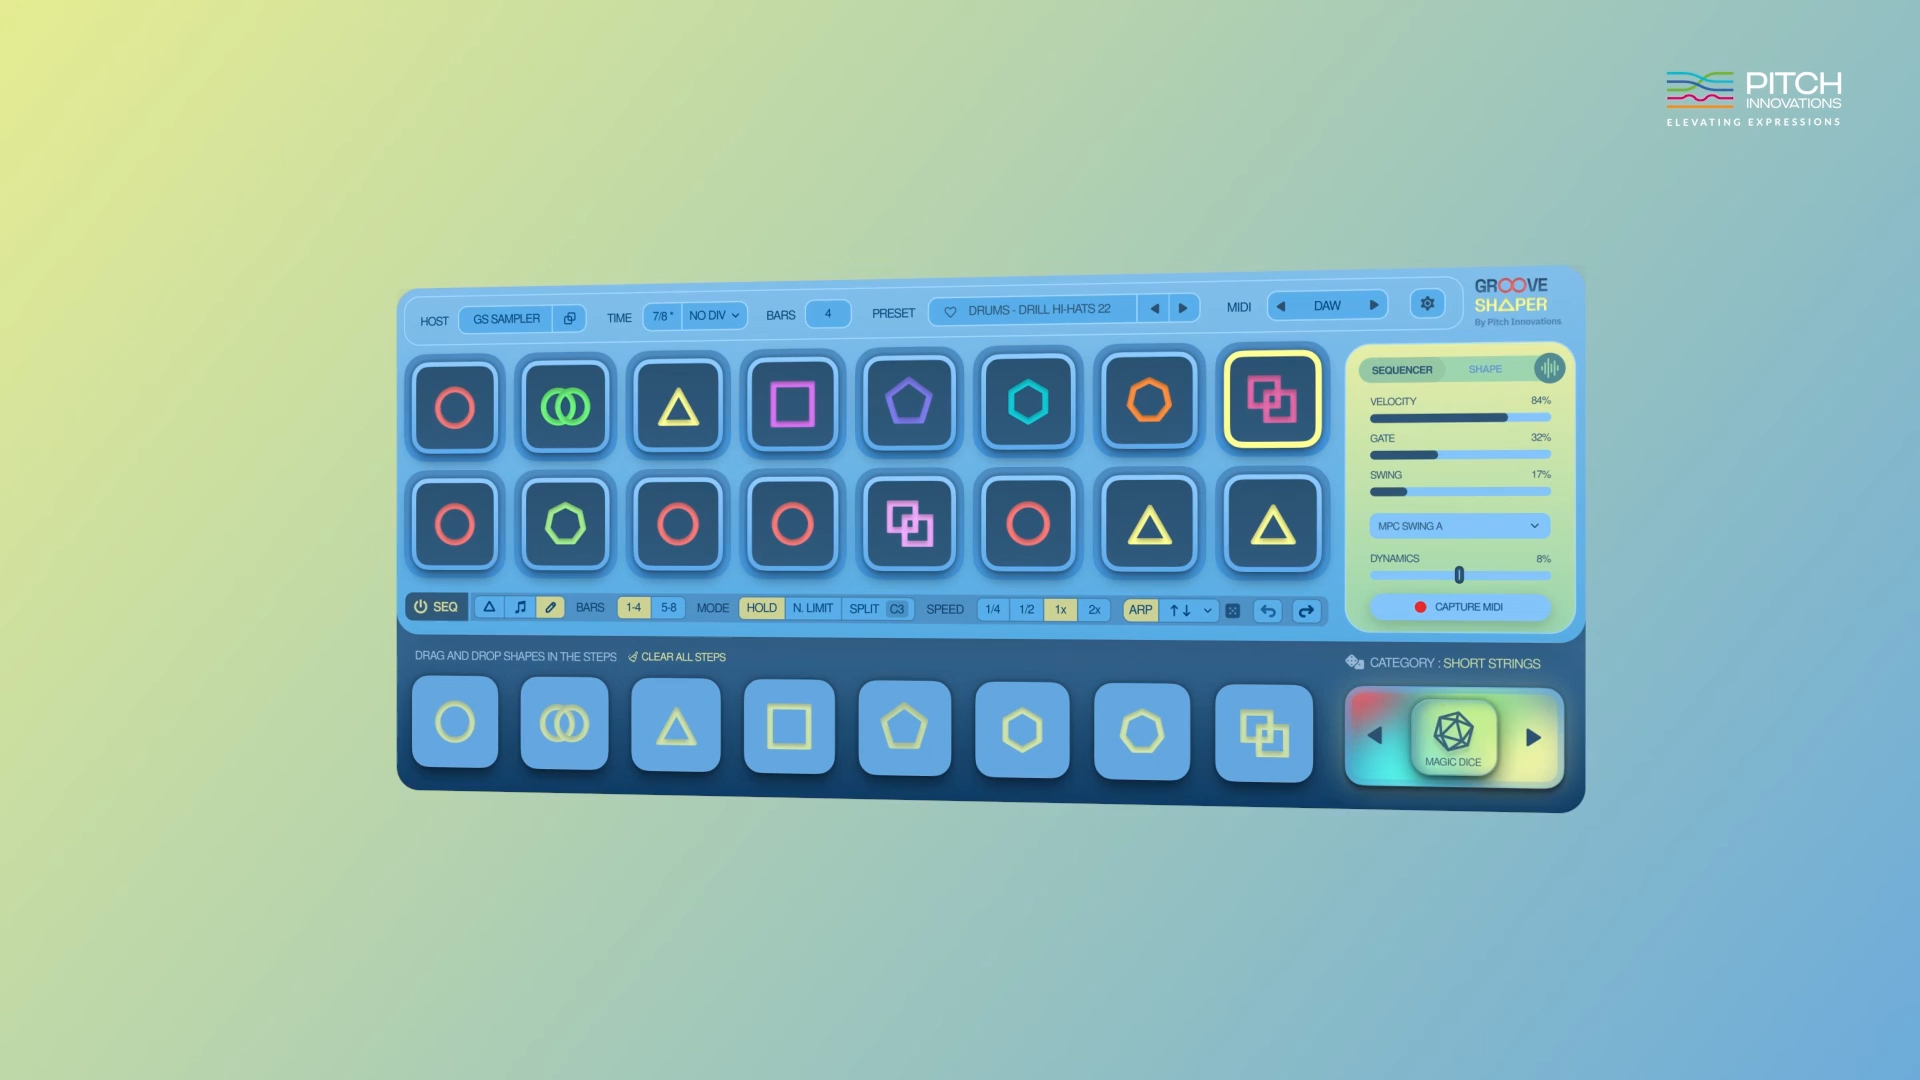 PITCH
INNOVATIONS
ELEVATING EXPRESSIONS
HOST GS SAMPLER TIME 7/8 * NO DIV BARS 4 PRESET DRUMS - DRILL HI-HATS 22 MIDI DAW
GROOVE
SHAPER
By Pitch Innovations
SEQUENCER SHAPE
VELOCITY 84%
GATE 32%
SWING 17%
MPC SWING A
DYNAMICS 8%
CAPTURE MIDI
SEQ BARS 1-4 5-8 MODE HOLD N. LIMIT SPLIT C3 SPEED 1/4 1/2 1x 2x ARP
DRAG AND DROP SHAPES IN THE STEPS CLEAR ALL STEPS
CATEGORY : SHORT STRINGS
MAGIC DICE